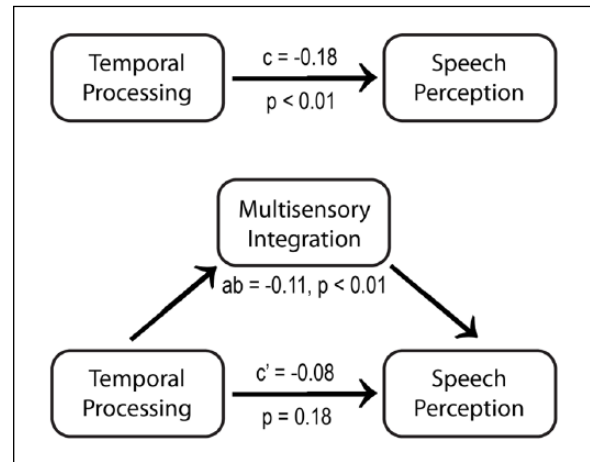 Temporal
Processing
c = -0.18
p < 0.01
Speech
Perception
Multisensory
Integration
ab = -0.11, p < 0.01
Temporal
Processing
c' = -0.08
p = 0.18
Speech
Perception